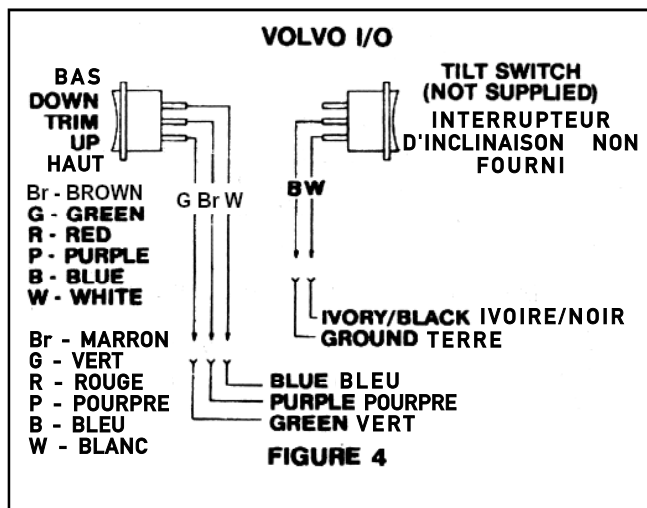 VOLVO I/O
BAS
DOWN
TRIM
UP
HAUT
TILT SWITCH
(NOT SUPPLIED)
INTERRUPTEUR
D'INCLINAISON NON
FOURNI
Br - BROWN
G - GREEN
R - RED
P - PURPLE
B - BLUE
W - WHITE
G Br W
B W
Br - MARRON
G - VERT
R - ROUGE
P - POURPRE
B - BLEU
W - BLANC
IVORY/BLACK IVOIRE/NOIR
GROUND TERRE
BLUE BLEU
PURPLE POURPRE
GREEN VERT
FIGURE 4